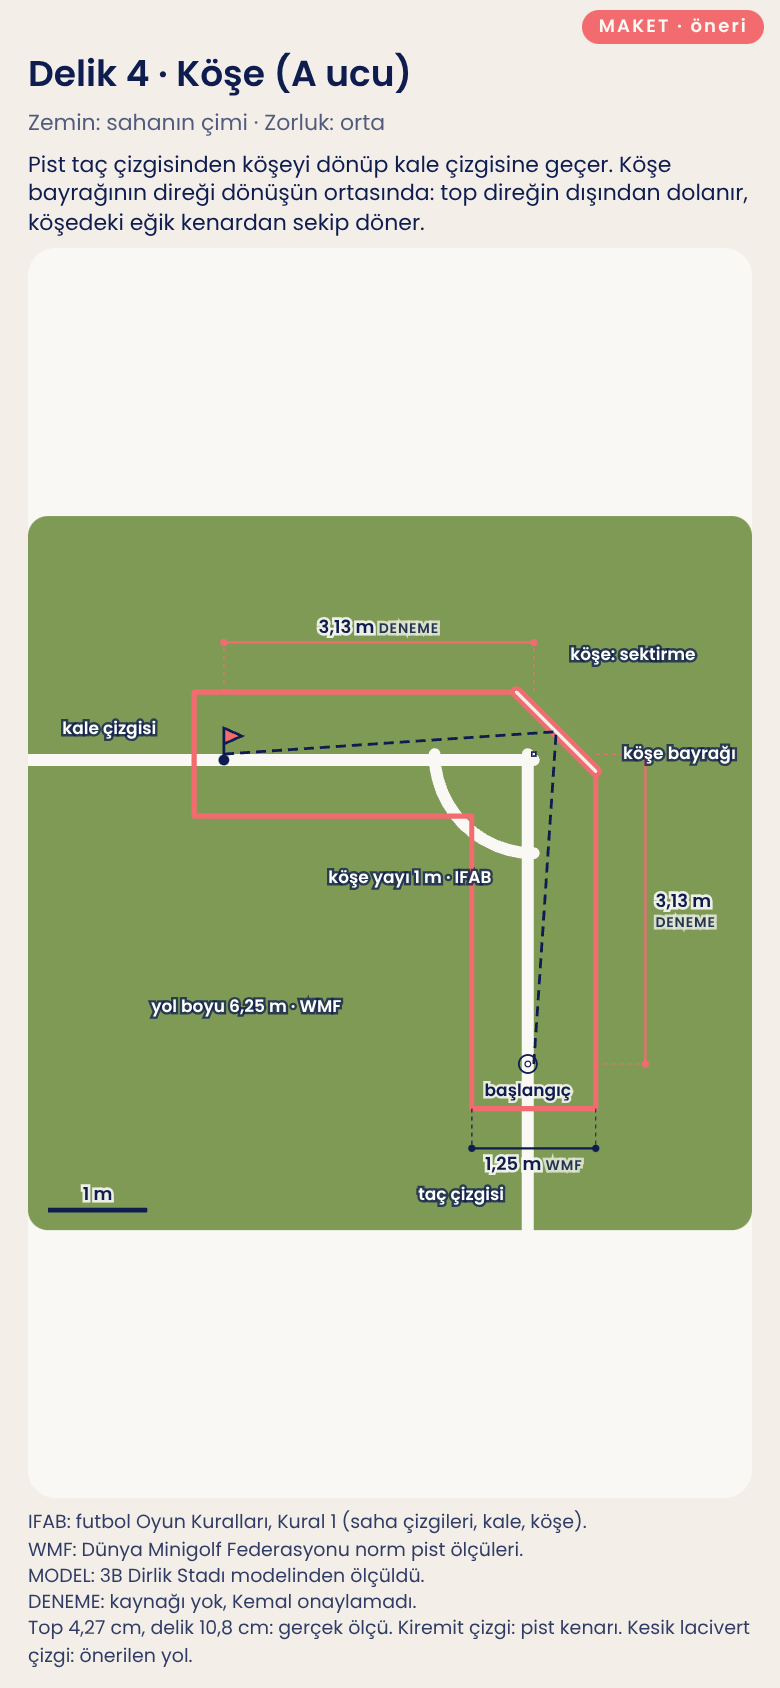 MAKET · öneri
Delik 4 · Köşe (A ucu)
Zemin: sahanın çimi · Zorluk: orta
Pist taç çizgisinden köşeyi dönüp kale çizgisine geçer. Köşe
bayrağının direği dönüşün ortasında: top direğin dışından dolanır,
köşedeki eğik kenardan sekip döner.
3,13 m DENEME
köşe: sektirme
kale çizgisi
köşe bayrağı
köşe yayı 1 m · IFAB
3,13 m
DENEME
yol boyu 6,25 m · WMF
başlangıç
1,25 m WMF
1 m
taç çizgisi
IFAB: futbol Oyun Kuralları, Kural 1 (saha çizgileri, kale, köşe).
WMF: Dünya Minigolf Federasyonu norm pist ölçüleri.
MODEL: 3B Dirlik Stadı modelinden ölçüldü.
DENEME: kaynağı yok, Kemal onaylamadı.
Top 4,27 cm, delik 10,8 cm: gerçek ölçü. Kiremit çizgi: pist kenarı. Kesik lacivert
çizgi: önerilen yol.